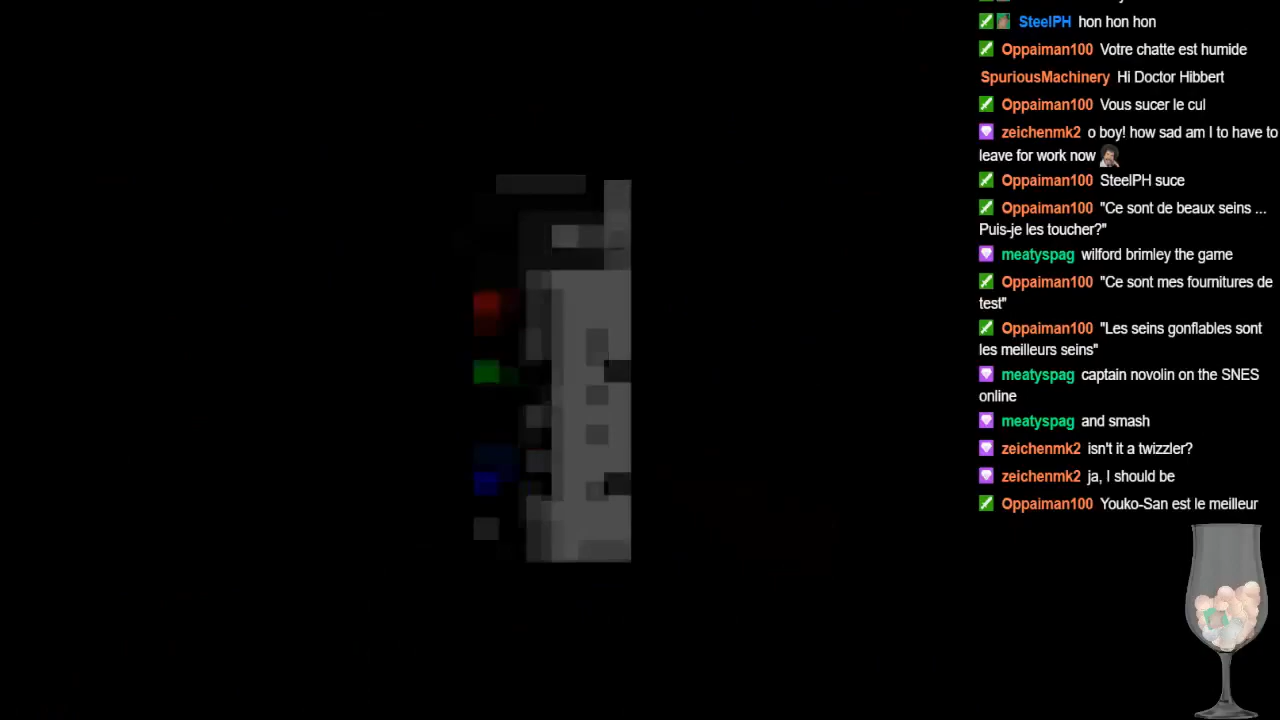 SteelPH hon hon hon
Oppaiman100 Votre chatte est humide
SpuriousMachinery Hi Doctor Hibbert
Oppaiman100 Vous sucer le cul
zeichenmk2 o boy! how sad am I to have to
leave for work now
Oppaiman100 SteelPH suce
Oppaiman100 "Ce sont de beaux seins ...
Puis-je les toucher?"
meatyspag wilford brimley the game
Oppaiman100 "Ce sont mes fournitures de
test"
Oppaiman100 "Les seins gonflables sont
les meilleurs seins"
meatyspag captain novolin on the SNES
online
meatyspag and smash
zeichenmk2 isn't it a twizzler?
zeichenmk2 ja, I should be
Oppaiman100 Youko-San est le meilleur